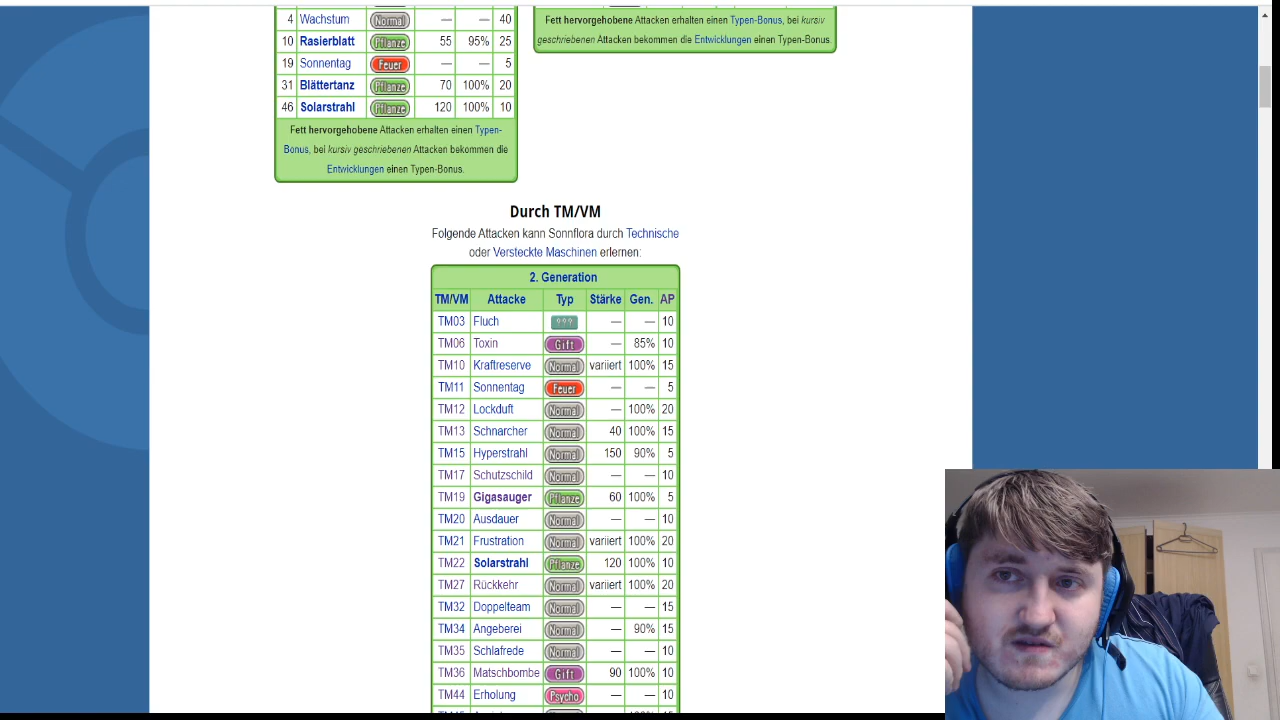 4 Wachstum Normal — — 40
10 Rasierblatt Pflanze 55 95% 25
19 Sonnentag Feuer — — 5
31 Blättertanz Pflanze 70 100% 20
46 Solarstrahl Pflanze 120 100% 10
Fett hervorgehobene Attacken erhalten einen Typen-
Bonus, bei kursiv geschriebenen Attacken bekommen die
Entwicklungen einen Typen-Bonus.
Fett hervorgehobene Attacken erhalten einen Typen-Bonus, bei kursiv
geschriebenen Attacken bekommen die Entwicklungen einen Typen-Bonus.
Durch TM/VM
Folgende Attacken kann Sonnflora durch Technische
oder Versteckte Maschinen erlernen:
2. Generation
TM/VM Attacke Typ Stärke Gen. AP
TM03 Fluch ??? — — 10
TM06 Toxin Gift — 85% 10
TM10 Kraftreserve Normal variiert 100% 15
TM11 Sonnentag Feuer — — 5
TM12 Lockduft Normal — 100% 20
TM13 Schnarcher Normal 40 100% 15
TM15 Hyperstrahl Normal 150 90% 5
TM17 Schutzschild Normal — — 10
TM19 Gigasauger Pflanze 60 100% 5
TM20 Ausdauer Normal — — 10
TM21 Frustration Normal variiert 100% 20
TM22 Solarstrahl Pflanze 120 100% 10
TM27 Rückkehr Normal variiert 100% 20
TM32 Doppelteam Normal — — 15
TM34 Angeberei Normal — 90% 15
TM35 Schlafrede Normal — — 10
TM36 Matschbombe Gift 90 100% 10
TM44 Erholung Psycho — — 10